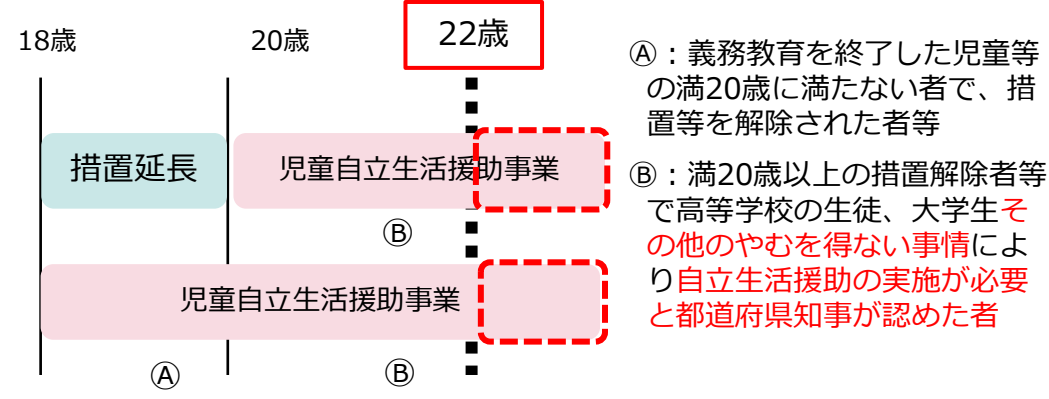 18歳
20歳
22歳
措置延長
児童自立生活援助事業
Ⓑ
児童自立生活援助事業
Ⓐ
Ⓑ
Ⓐ：義務教育を終了した児童等
の満20歳に満たない者で、措
置等を解除された者等
Ⓑ：満20歳以上の措置解除者等
で高等学校の生徒、大学生そ
の他のやむを得ない事情によ
り自立生活援助の実施が必要
と都道府県知事が認めた者